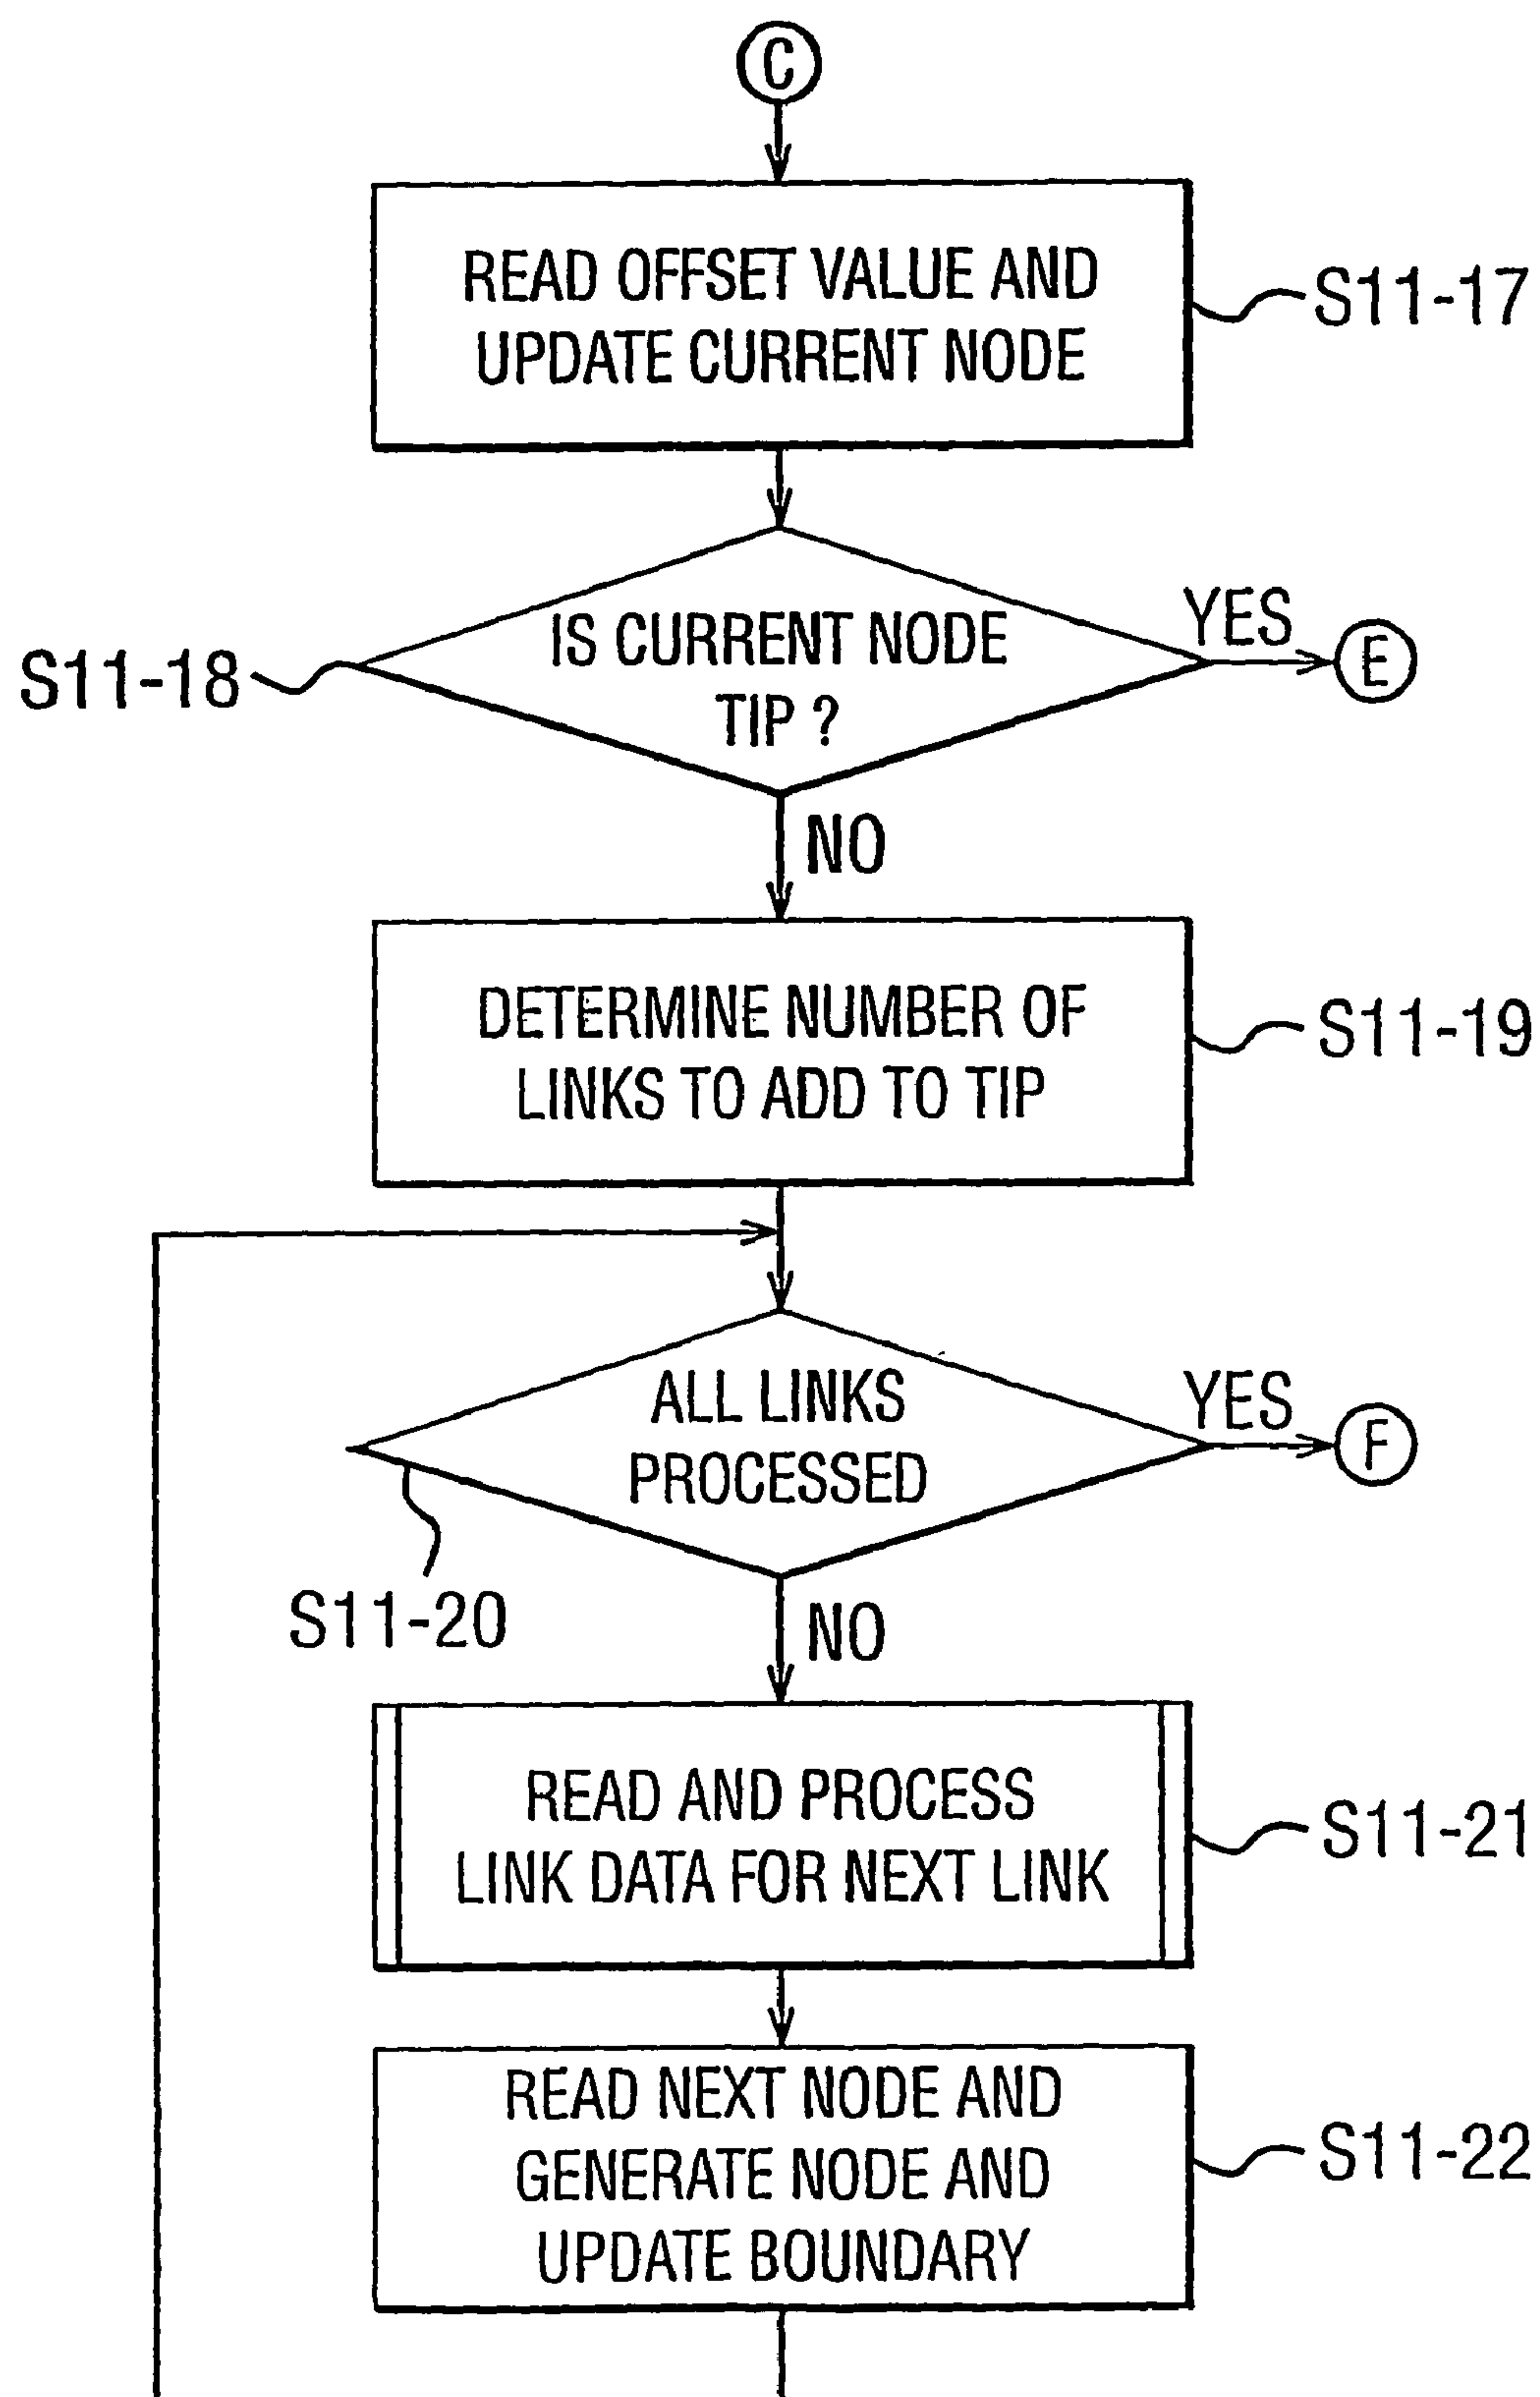 C
READ OFFSET VALUE AND
UPDATE CURRENT NODE
S11-17
IS CURRENT NODE
TIP ?
YES
E
S11-18
NO
DETERMINE NUMBER OF
LINKS TO ADD TO TIP
S11-19
ALL LINKS
PROCESSED
YES
F
S11-20
NO
READ AND PROCESS
LINK DATA FOR NEXT LINK
S11-21
READ NEXT NODE AND
GENERATE NODE AND
UPDATE BOUNDARY
S11-22